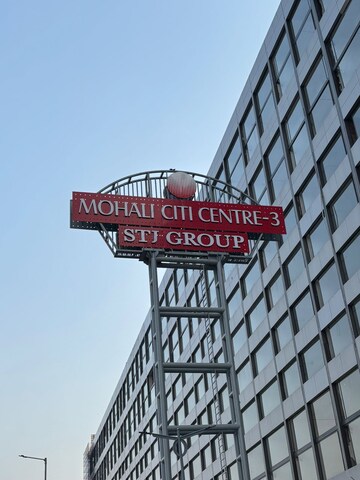 MOHALI CITI CENTRE-3
STJ GROUP